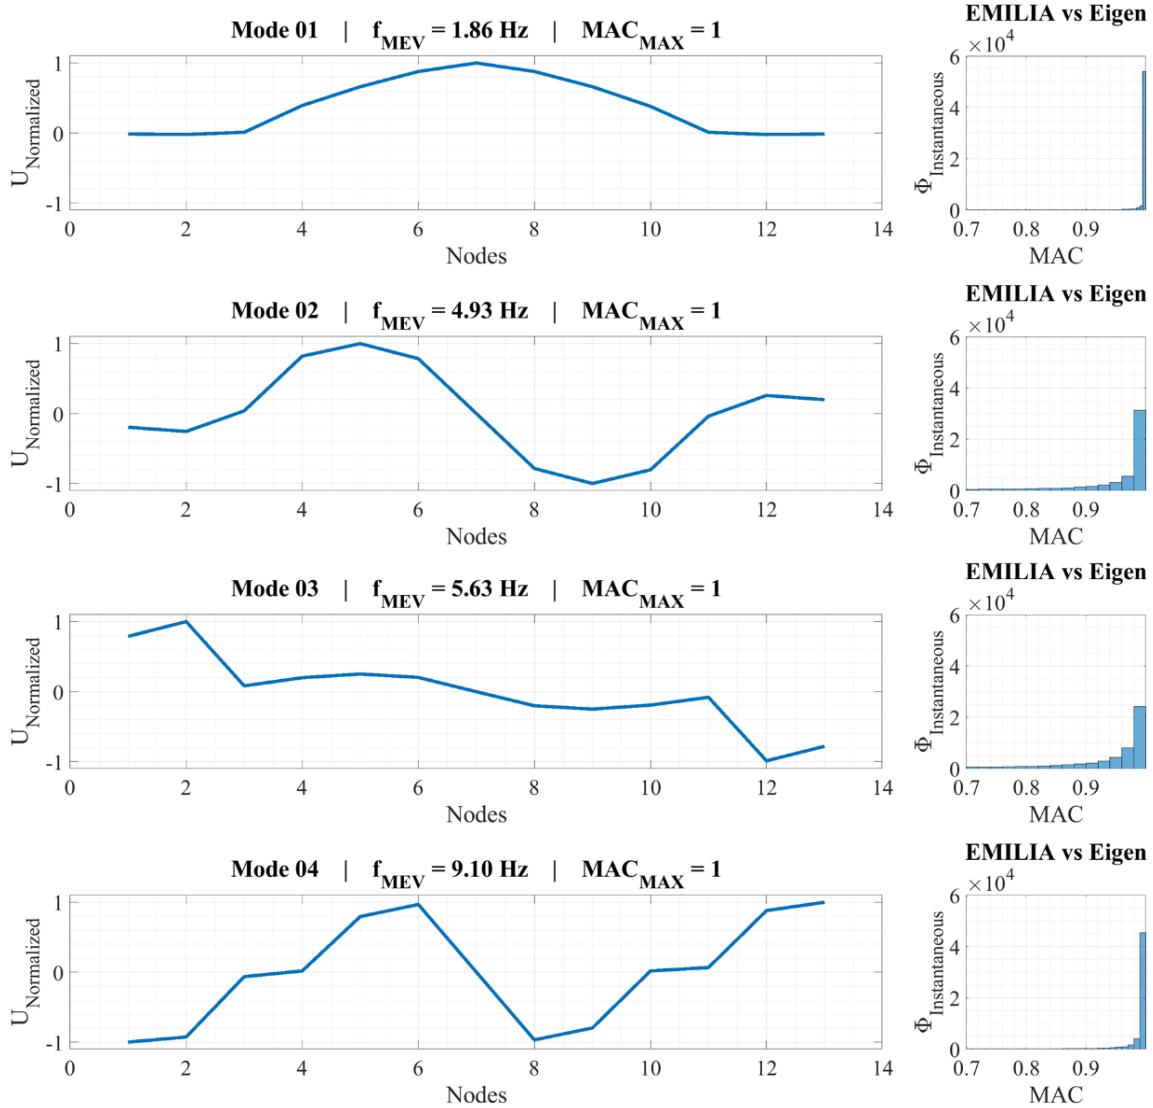 Mode 01 | f_MEV = 1.86 Hz | MAC_MAX = 1
U_Normalized
1
0
-1
0 2 4 6 8 10 12 14
Nodes
EMILIA vs Eigen
×10^4
Φ_Instantaneous
6
4
2
0
0.7 0.8 0.9
MAC
Mode 02 | f_MEV = 4.93 Hz | MAC_MAX = 1
U_Normalized
1
0
-1
0 2 4 6 8 10 12 14
Nodes
EMILIA vs Eigen
×10^4
Φ_Instantaneous
6
4
2
0
0.7 0.8 0.9
MAC
Mode 03 | f_MEV = 5.63 Hz | MAC_MAX = 1
U_Normalized
1
0
-1
0 2 4 6 8 10 12 14
Nodes
EMILIA vs Eigen
×10^4
Φ_Instantaneous
6
4
2
0
0.7 0.8 0.9
MAC
Mode 04 | f_MEV = 9.10 Hz | MAC_MAX = 1
U_Normalized
1
0
-1
0 2 4 6 8 10 12 14
Nodes
EMILIA vs Eigen
×10^4
Φ_Instantaneous
6
4
2
0
0.7 0.8 0.9
MAC